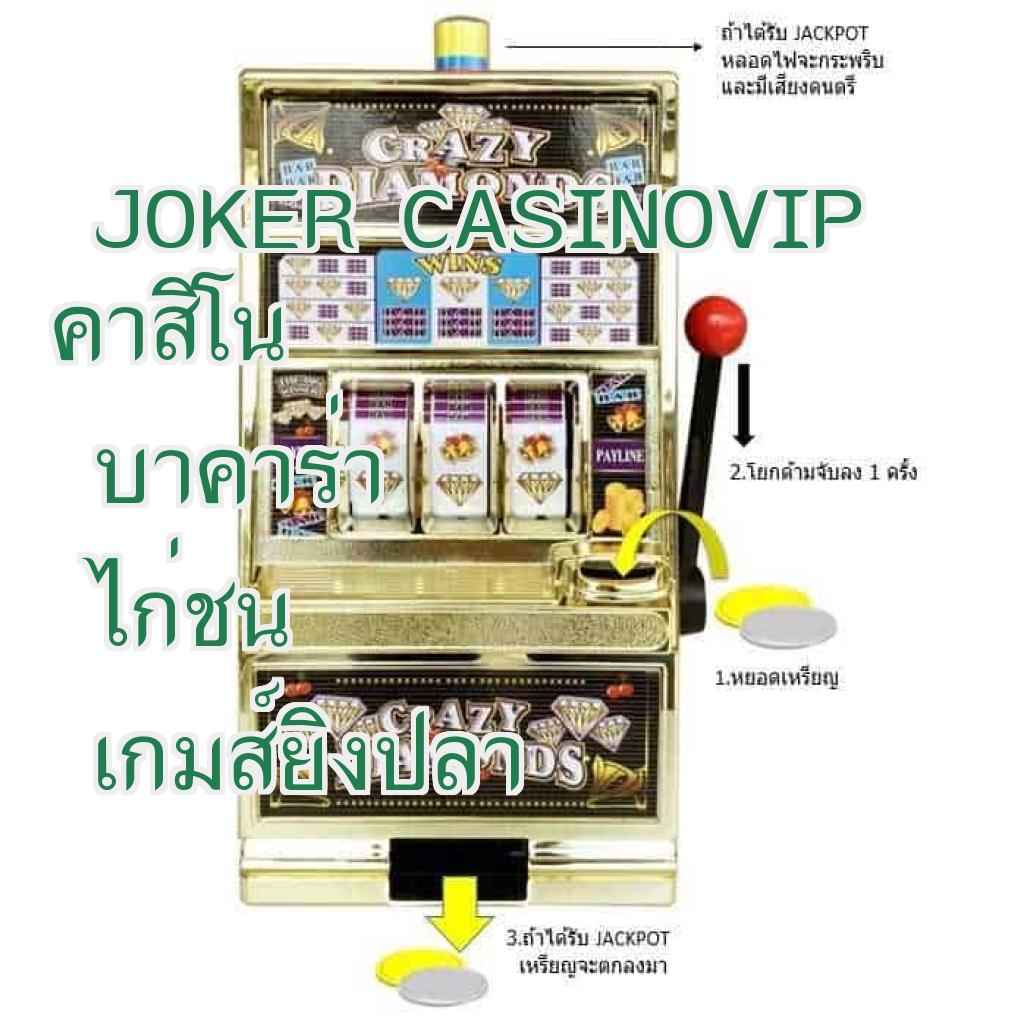 ถ้าได้รับ JACKPOT
หลอดไฟจะกระพริบ
และมีเสียงดนตรี
CRAZY
DIAMONDS
JOKER CASINOVIP
WINS
คาสิโน
บาคาร่า
PAYLINE
2.โยกด้ามจับลง 1 ครั้ง
ไก่ชน
1.หยอดเหรียญ
CRAZY
DIAMONDS
เกมส์ยิงปลา
3.ถ้าได้รับ JACKPOT
เหรียญจะตกลงมา